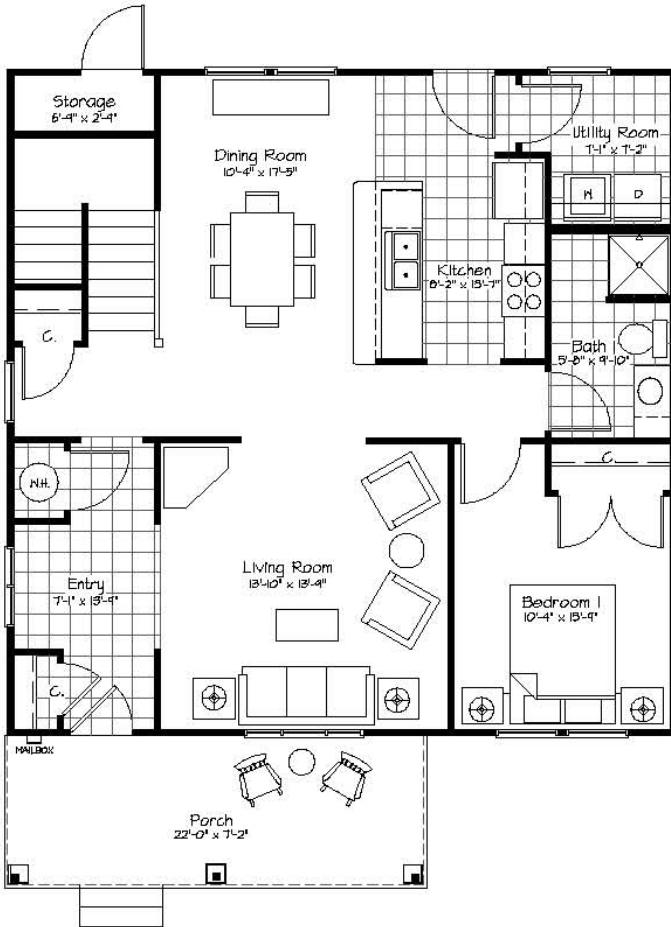 Storage
6'-9" x 2'-9"
Dining Room
10'-4" x 17'-5"
Utility Room
7'-1" x 7'-2"
W.
D
Kitchen
8'-2" x 15'-7"
C.
Bath 1
5'-8" x 9'-10"
W.H.
C.
Living Room
13'-10" x 13'-9"
Entry
7'-1" x 13'-9"
Bedroom 1
10'-4" x 15'-9"
C.
MAILBOX
Porch
22'-0" x 7'-2"